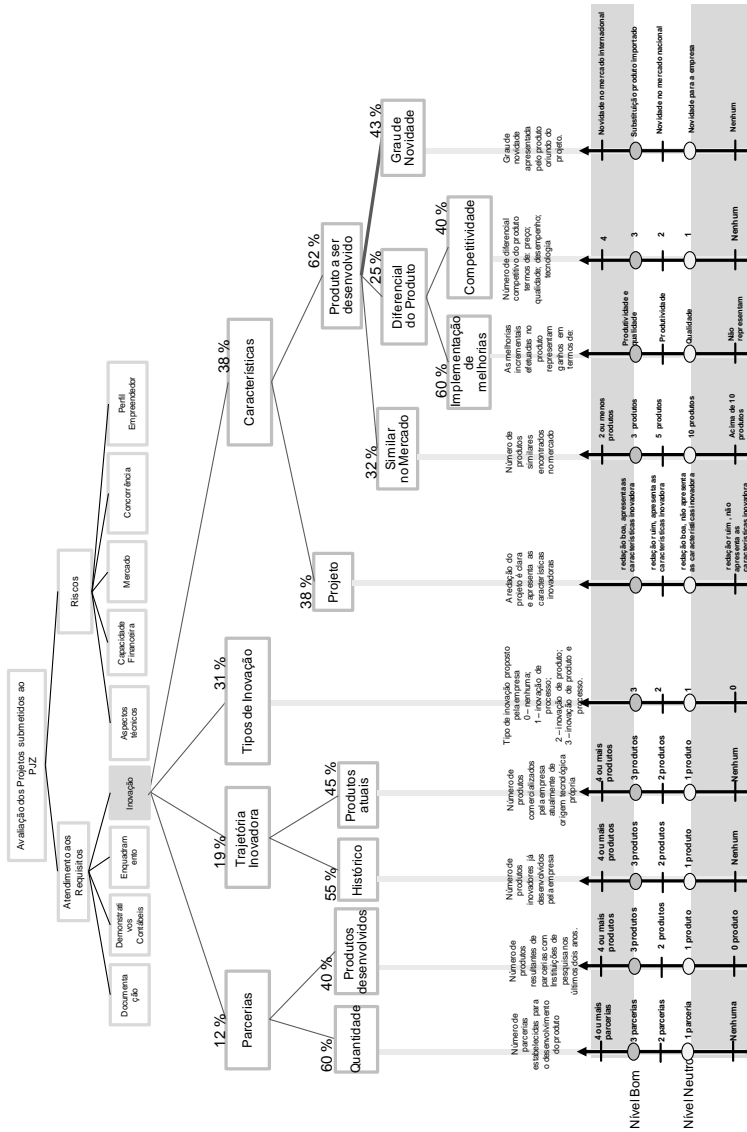 Avaliação dos Projetos submetidos ao
PJZ
Atendimento aos
Requisitos
Riscos
Documenta
ção
Demonstrati
vos
Contábeis
Enquadram
ento
Inovação
Aspectos
técnicos
Capacidade
Financeira
Mercado
Concorrência
Perfil
Empreendedor
12 %
Parcerias
19 %
Trajetória
Inovadora
31 %
Tipos de Inovação
38 %
Características
60 %
Quantidade
40 %
Produtos
desenvolvidos
55 %
Histórico
45 %
Produtos
atuais
38 %
Projeto
62 %
Produto a ser
desenvolvido
32 %
Similar
no Mercado
25 %
Diferencial
do Produto
43 %
Grau de
Novidade
60 %
Implementação
de
melhorias
40 %
Competitividade
Número de
parcerias
estabelecidas para
o desenvolvimento
do produto
Número de
produtos
resultantes de
parcerias com
Instituições de
pesquisa nos
últimos dois anos.
Número de
produtos
inovadores já
desenvolvidos
pela empresa
Número de
produtos
comercializados
pela empresa
atualmente de
origem tecnológica
própria
Tipo de inovação proposto
pela empresa
0 – nenhuma;
1 – inovação de
processo;
2 – inovação de produto;
3 – inovação de produto e
processo.
A redação do
projeto é clara
e apresenta as
características
inovadoras
Número de
produtos
similares
encontrados
no mercado
As melhorias
incrementais
efetuadas no
produto
representam
ganhos em
termos de:
Número de diferencial
competitivo do produto
termos de: preço;
qualidade; desempenho;
tecnologia
Grau de
novidade
apresentada
pelo produto
oriundo do
projeto.
4 ou mais
parcerias
3 parcerias
2 parcerias
1 parceria
Nenhuma
4 ou mais
produtos
3 produtos
2 produtos
1 produto
0 produto
4 ou mais
produtos
3 produtos
2 produtos
1 produto
Nenhum
4 ou mais
produtos
3 produtos
2 produtos
1 produto
Nenhum
3
2
1
0
redação boa, apresenta as
característica inovadora
redação ruim, apresenta as
características inovadora
redação boa, não apresenta
as característica inovadora
redação ruim , não
apresenta as
características inovadora
2 ou menos
produtos
3 produtos
5 produtos
10 produtos
Acima de 10
produtos
Produtividade e
qualidade
Produtividade
Qualidade
Não
representam
4
3
2
1
Nenhum
Novidade no mercado internacional
Substituição produto importado
Novidade no mercado nacional
Novidade para a empresa
Nenhum
Nível Bom
Nível Neutro